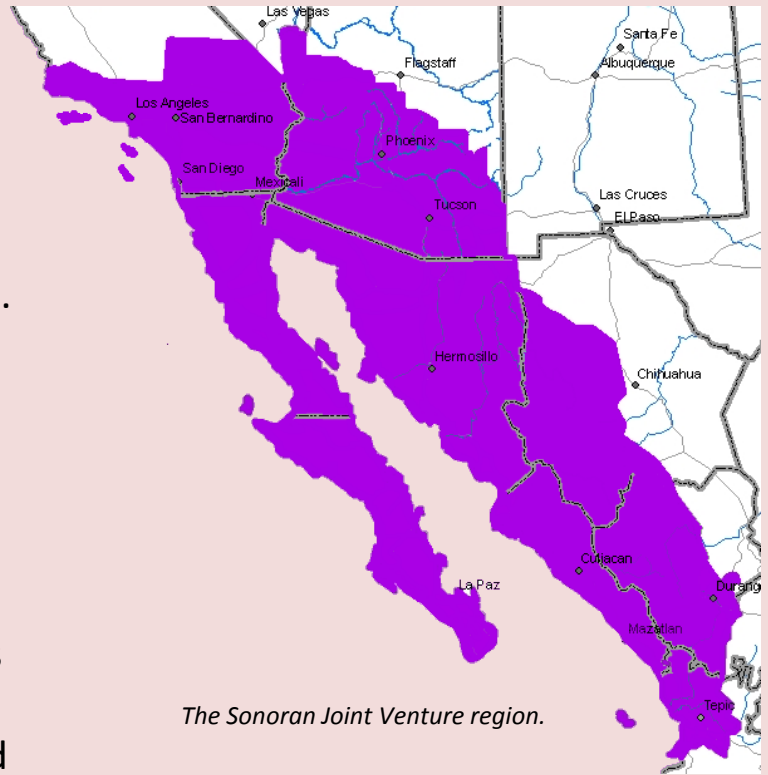 Las Vegas
Santa Fe
Flagstaff
Albuquerque
Los Angeles
San Bernardino
Phoenix
San Diego
Mexicali
Las Cruces
Tucson
El Paso
.
Hermosillo
Chihuahua
Culiacan
La Paz
Durang
Mazatlan
Tepic
The Sonoran Joint Venture region.
d